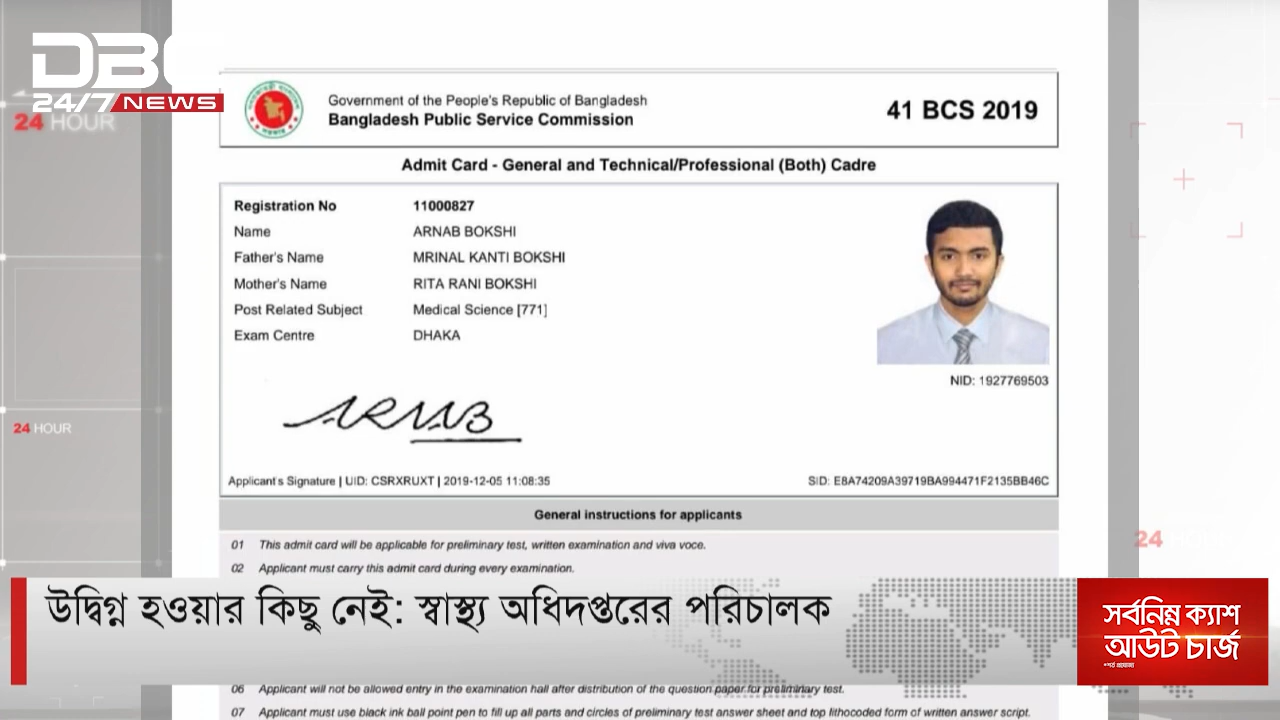 DBC
24/7 NEWS
24 HOUR
24 HOUR
Government of the People's Republic of Bangladesh
Bangladesh Public Service Commission
41 BCS 2019
Admit Card - General and Technical/Professional (Both) Cadre
Registration No 11000827
Name ARNAB BOKSHI
Father's Name MRINAL KANTI BOKSHI
Mother's Name RITA RANI BOKSHI
Post Related Subject Medical Science [771]
Exam Centre DHAKA
NID: 1927769503
ARNAB
Applicant's Signature | UID: CSRXRUXT | 2019-12-05 11:08:35
SID: E8A74209A39719BA994471F2135BB46C
General instructions for applicants
01 This admit card will be applicable for preliminary test, written examination and viva voce.
02 Applicant must carry this admit card during every examination.
24
উদ্বিগ্ন হওয়ার কিছু নেই: স্বাস্থ্য অধিদপ্তরের পরিচালক
সর্বনিম্ন ক্যাশ
আউট চার্জ
*শর্ত প্রযোজ্য
06 Applicant will not be allowed entry in the examination hall after distribution of the question paper for preliminary test.
07 Applicant must use black ink ball point pen to fill up all parts and circles of preliminary test answer sheet and top lithocoded form of written answer script.